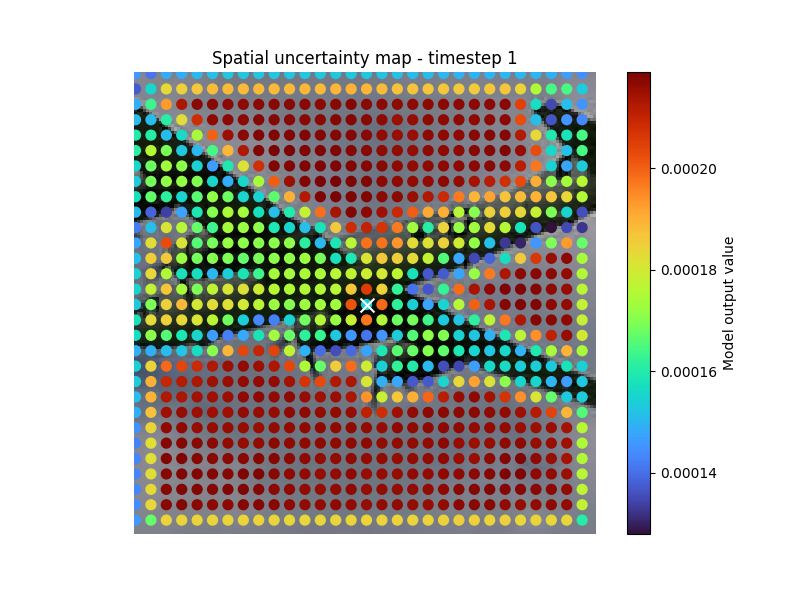 Spatial uncertainty map - timestep 1
0.00020
0.00018
0.00016
0.00014
Model output value